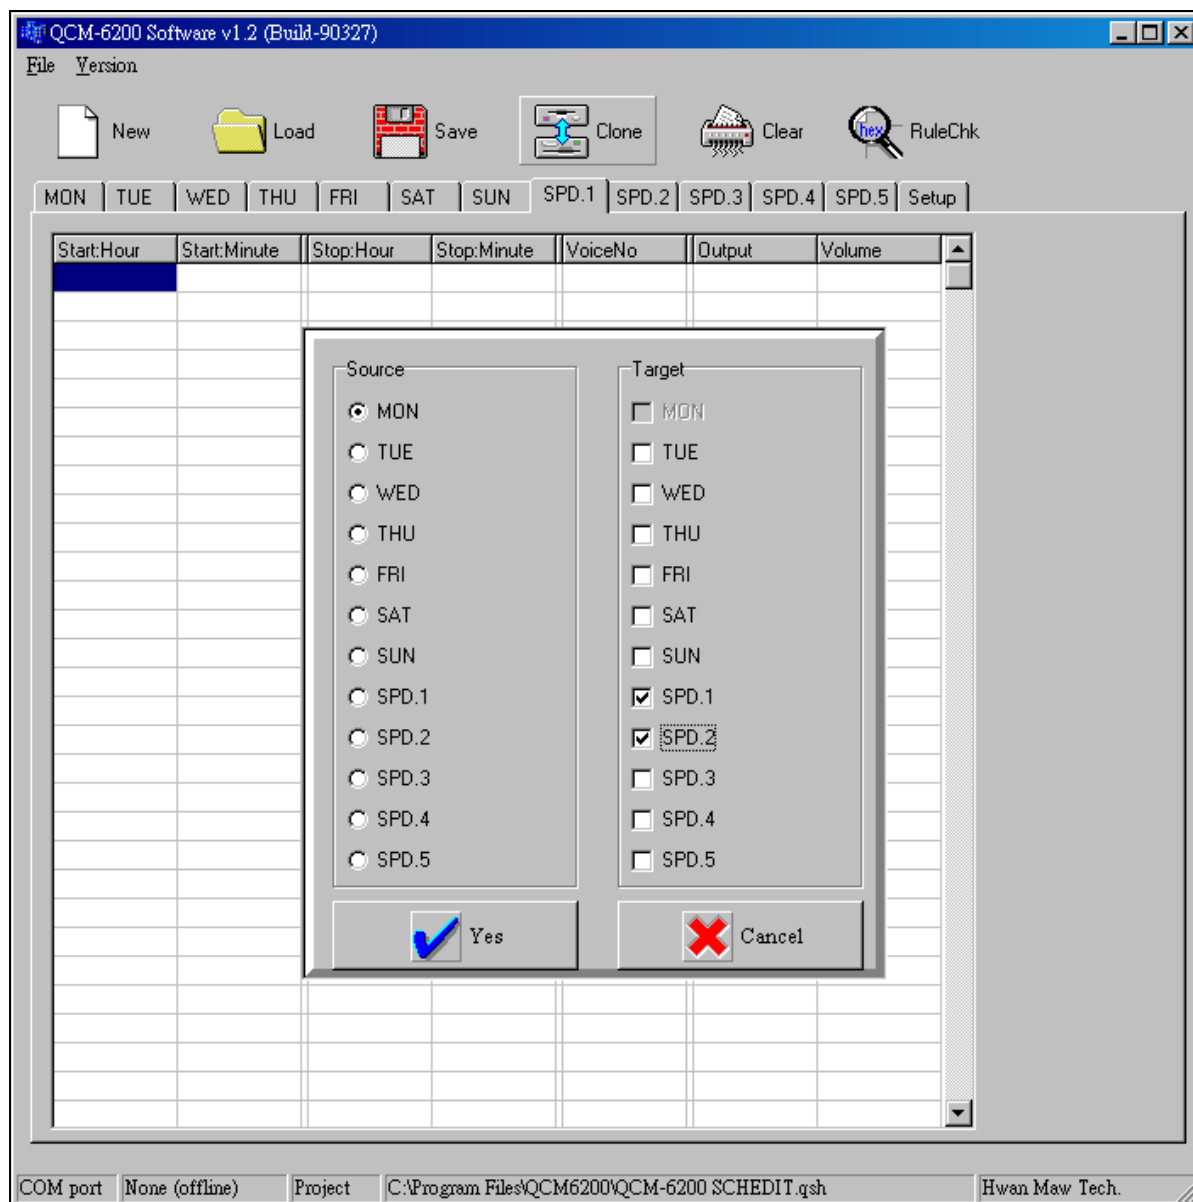 QCM-6200 Software v1.2 (Build-90327)
File Version
New Load Save Clone Clear hex RuleChk
MON TUE WED THU FRI SAT SUN SPD.1 SPD.2 SPD.3 SPD.4 SPD.5 Setup
Start:Hour Start:Minute Stop:Hour Stop:Minute VoiceNo Output Volume
Source
MON
TUE
WED
THU
FRI
SAT
SUN
SPD.1
SPD.2
SPD.3
SPD.4
SPD.5
Target
MON
TUE
WED
THU
FRI
SAT
SUN
SPD.1
SPD.2
SPD.3
SPD.4
SPD.5
Yes Cancel
COM port None (offline) Project C:\Program Files\QCM6200\QCM-6200 SCHEDIT.qsh Hwan Maw Tech.